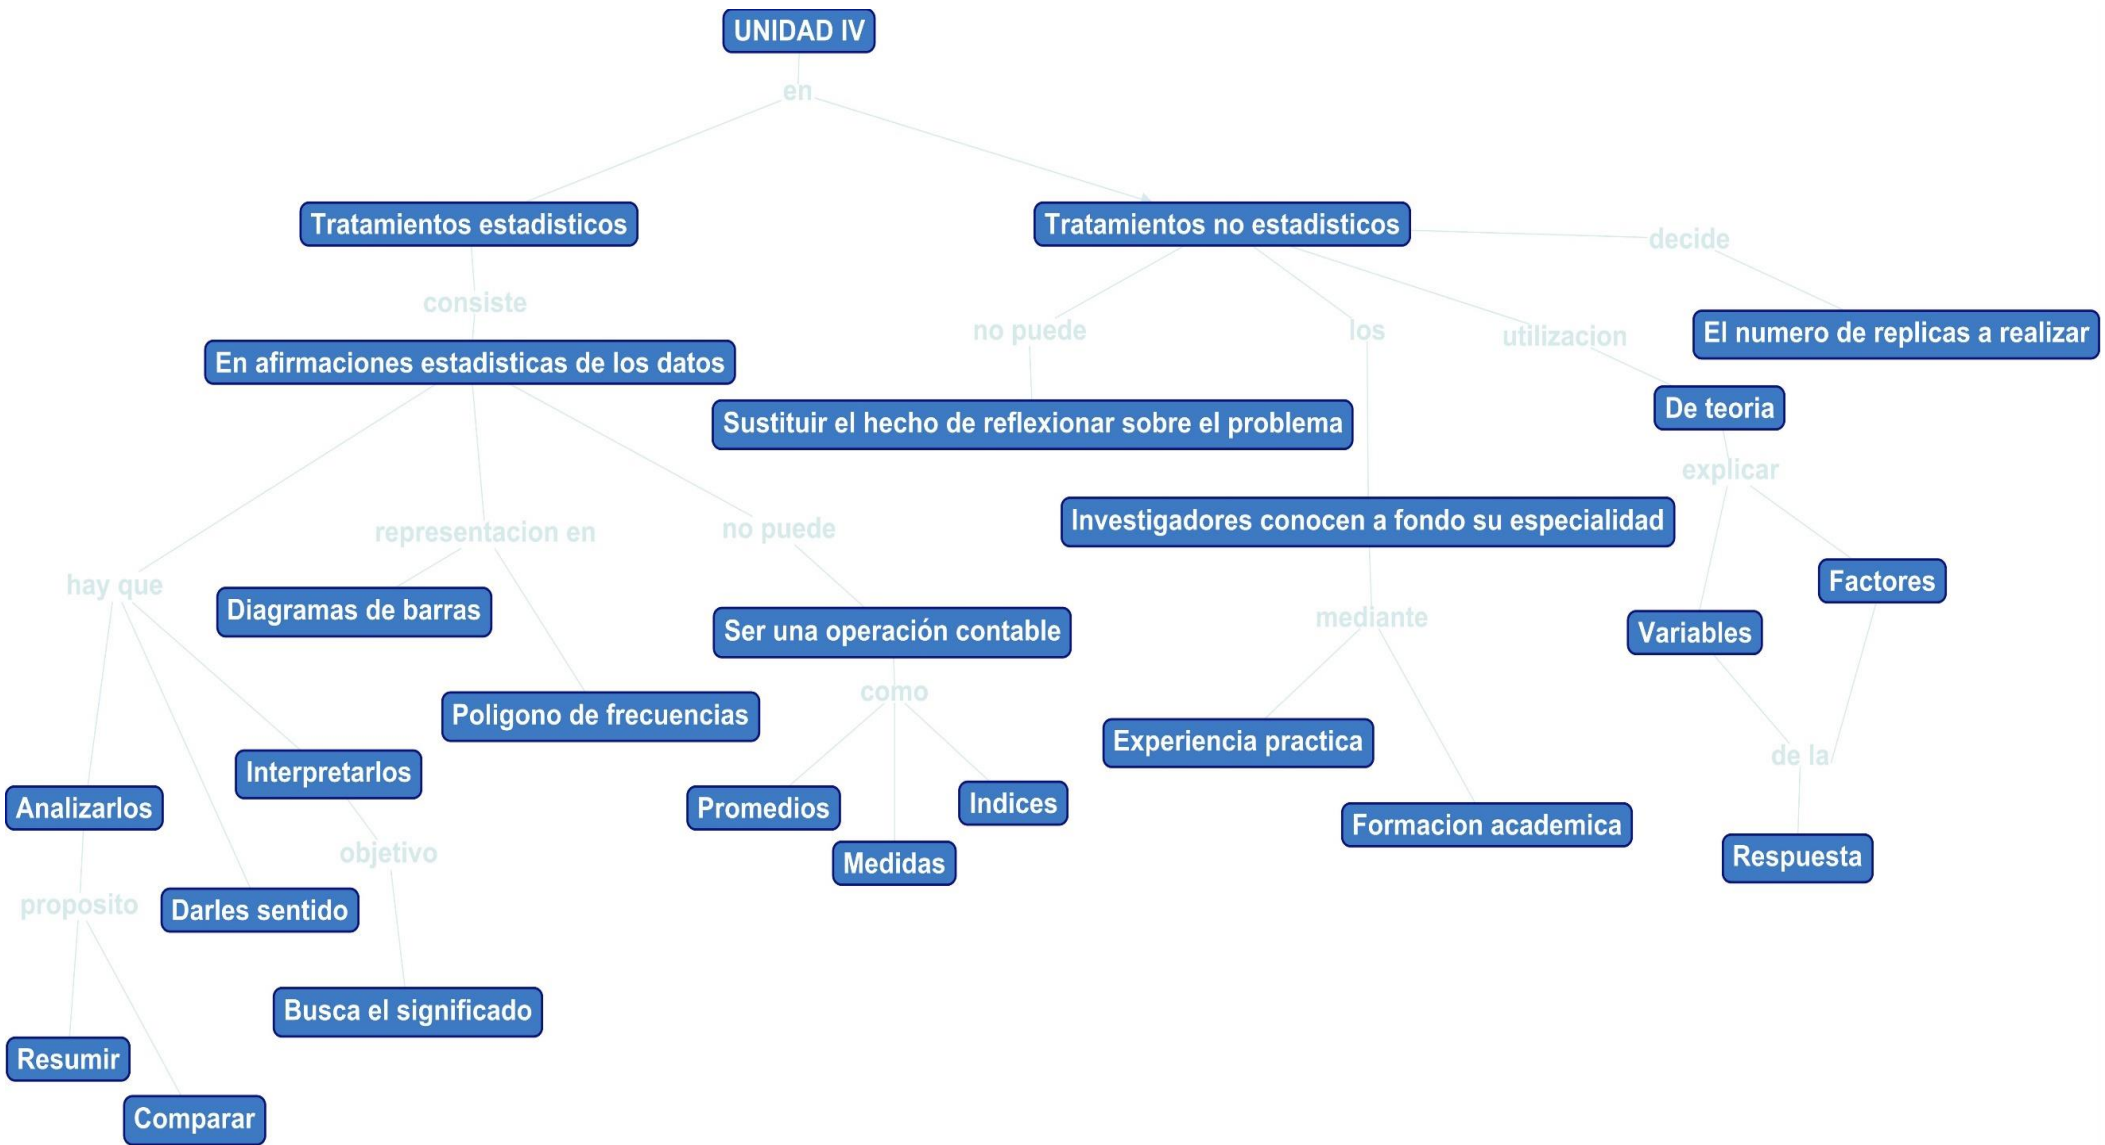 UNIDAD IV
en
Tratamientos estadisticos
Tratamientos no estadisticos
decide
consiste
no puede
los
utilizacion
El numero de replicas a realizar
En afirmaciones estadisticas de los datos
De teoria
Sustituir el hecho de reflexionar sobre el problema
explicar
Investigadores conocen a fondo su especialidad
representacion en
no puede
hay que
Factores
Diagramas de barras
Ser una operación contable
mediante
Variables
como
Poligono de frecuencias
Experiencia practica
de la
Interpretarlos
Analizarlos
Promedios
Indices
Formacion academica
objetivo
Medidas
Respuesta
proposito
Darles sentido
Busca el significado
Resumir
Comparar